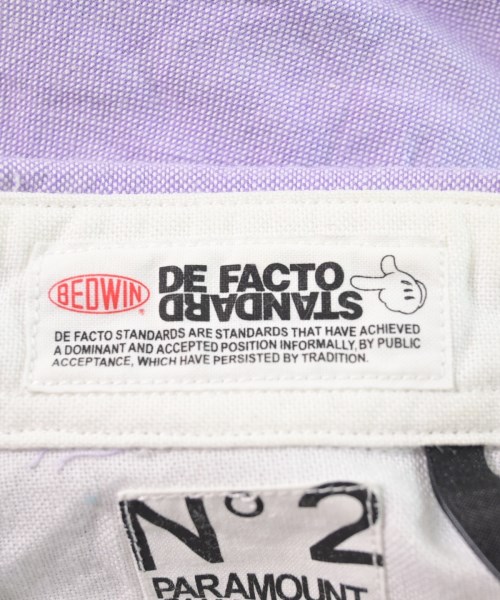 BEDWIN ®
DE FACTO
STANDARD
DE FACTO STANDARDS ARE STANDARDS THAT HAVE ACHIEVED
A DOMINANT AND ACCEPTED POSITION INFORMALLY, BY PUBLIC
ACCEPTANCE, WHICH HAVE PERSISTED BY TRADITION.
No 2
PARAMOUNT